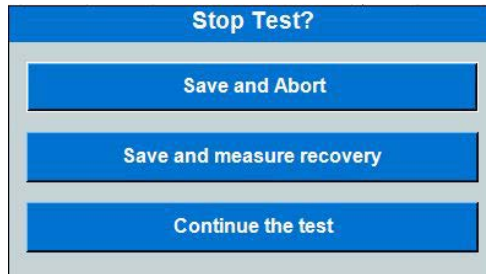 Stop Test?
Save and Abort
Save and measure recovery
Continue the test